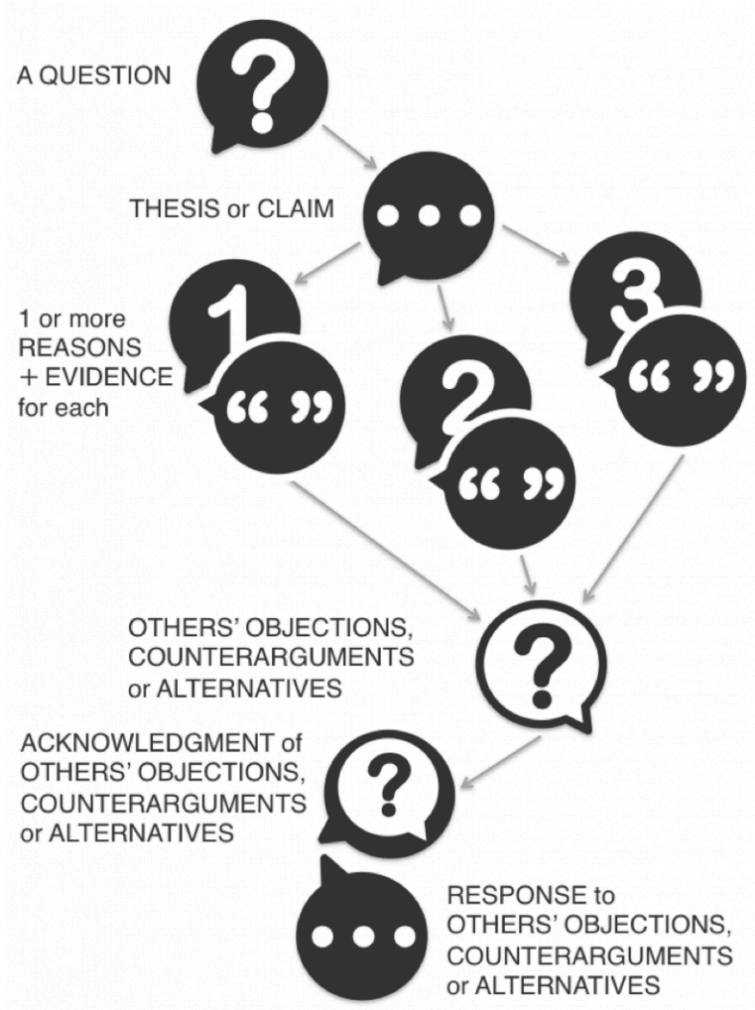 A QUESTION
?
THESIS or CLAIM
1 or more
REASONS
+ EVIDENCE
for each
1
“ ”
2
“ ”
3
“ ”
OTHERS’ OBJECTIONS,
COUNTERARGUMENTS
or ALTERNATIVES
?
ACKNOWLEDGMENT of
OTHERS’ OBJECTIONS,
COUNTERARGUMENTS
or ALTERNATIVES
?
RESPONSE to
OTHERS’ OBJECTIONS,
COUNTERARGUMENTS
or ALTERNATIVES